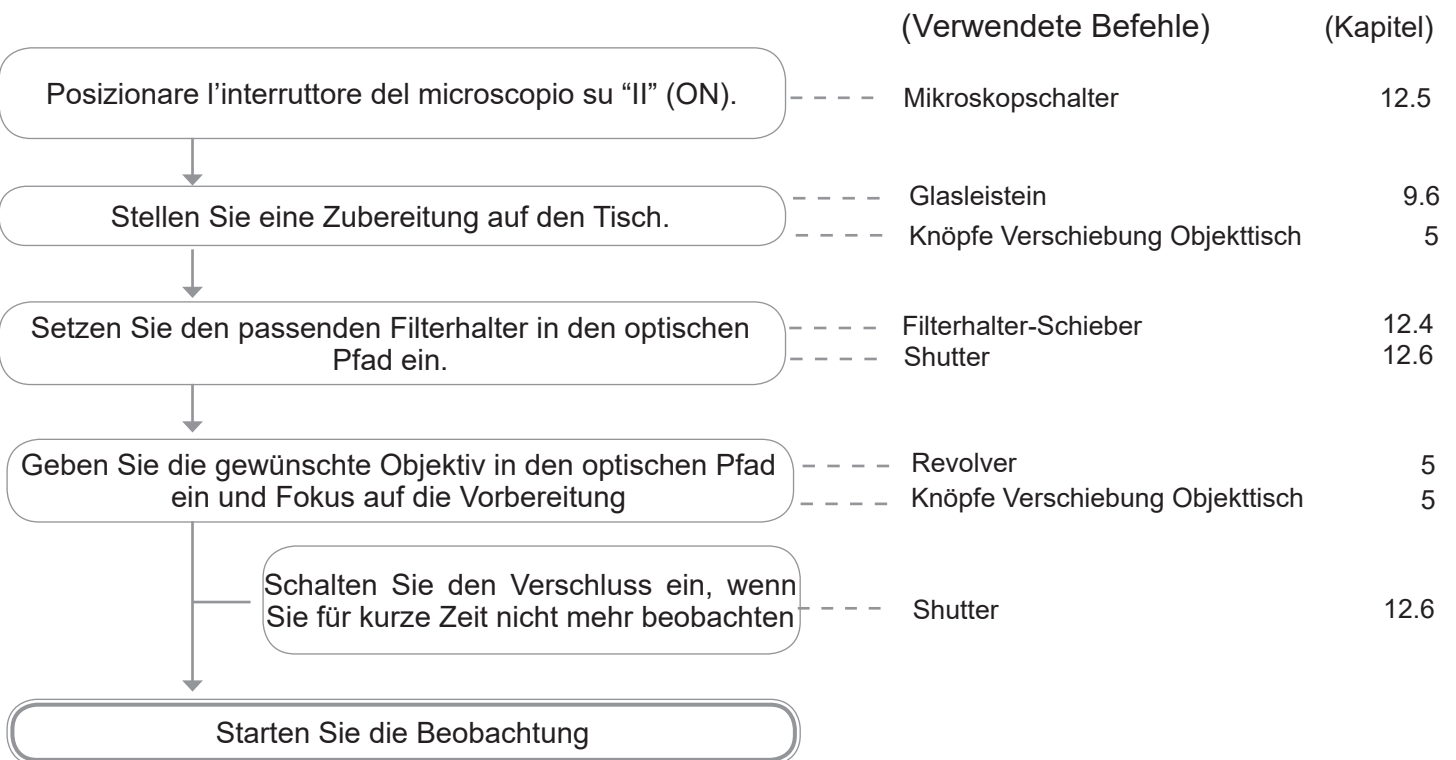 (Verwendete Befehle) (Kapitel)
Posizionare l’interruttore del microscopio su “II” (ON).
Mikroskopschalter 12.5
Stellen Sie eine Zubereitung auf den Tisch.
Glasleistein 9.6
Knöpfe Verschiebung Objekttisch 5
Setzen Sie den passenden Filterhalter in den optischen
Pfad ein.
Filterhalter-Schieber 12.4
Shutter 12.6
Geben Sie die gewünschte Objektiv in den optischen Pfad
ein und Fokus auf die Vorbereitung
Revolver 5
Knöpfe Verschiebung Objekttisch 5
Schalten Sie den Verschluss ein, wenn
Sie für kurze Zeit nicht mehr beobachten
Shutter 12.6
Starten Sie die Beobachtung